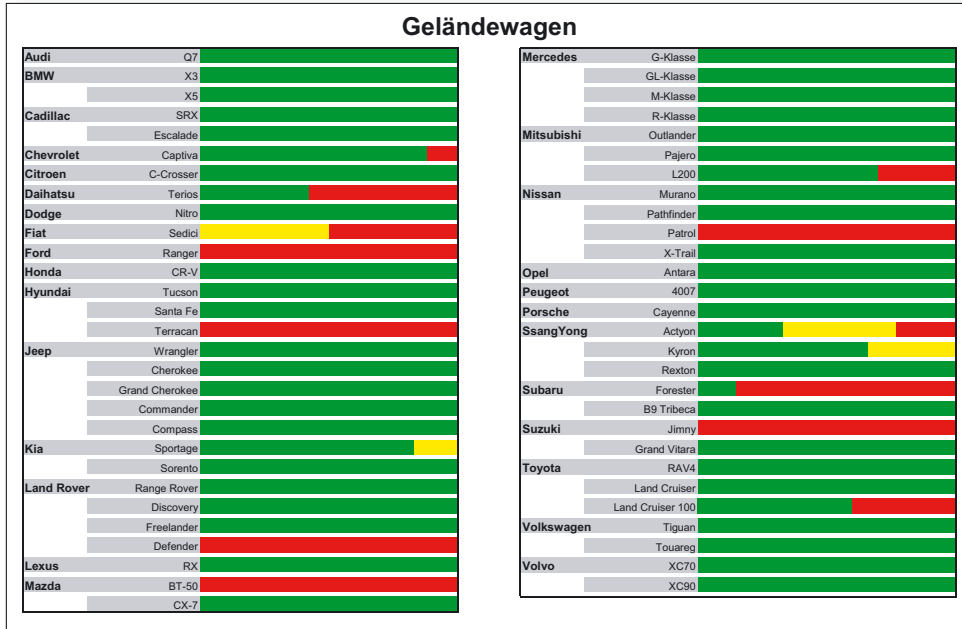 Geländewagen
Audi Q7
BMW X3
X5
Cadillac SRX
Escalade
Chevrolet Captiva
Citroen C-Crosser
Daihatsu Terios
Dodge Nitro
Fiat Sedici
Ford Ranger
Honda CR-V
Hyundai Tucson
Santa Fe
Terracan
Jeep Wrangler
Cherokee
Grand Cherokee
Commander
Compass
Kia Sportage
Sorento
Land Rover Range Rover
Discovery
Freelander
Defender
Lexus RX
Mazda BT-50
CX-7
Mercedes G-Klasse
GL-Klasse
M-Klasse
R-Klasse
Mitsubishi Outlander
Pajero
L200
Nissan Murano
Pathfinder
Patrol
X-Trail
Opel Antara
Peugeot 4007
Porsche Cayenne
SsangYong Actyon
Kyron
Rexton
Subaru Forester
B9 Tribeca
Suzuki Jimny
Grand Vitara
Toyota RAV4
Land Cruiser
Land Cruiser 100
Volkswagen Tiguan
Touareg
Volvo XC70
XC90